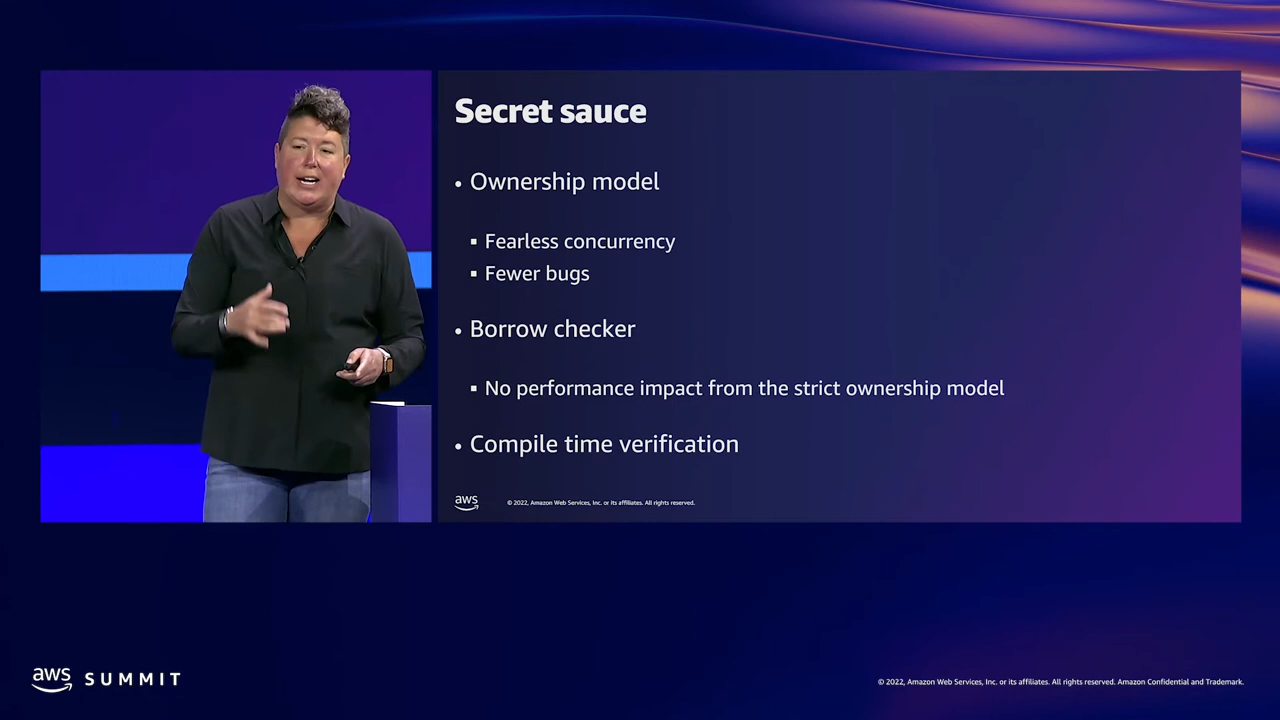 Secret sauce
• Ownership model
▪ Fearless concurrency
▪ Fewer bugs
• Borrow checker
▪ No performance impact from the strict ownership model
• Compile time verification
aws
© 2022, Amazon Web Services, Inc. or its affiliates. All rights reserved.
aws SUMMIT
© 2022, Amazon Web Services, Inc. or its affiliates. All rights reserved. Amazon Confidential and Trademark.